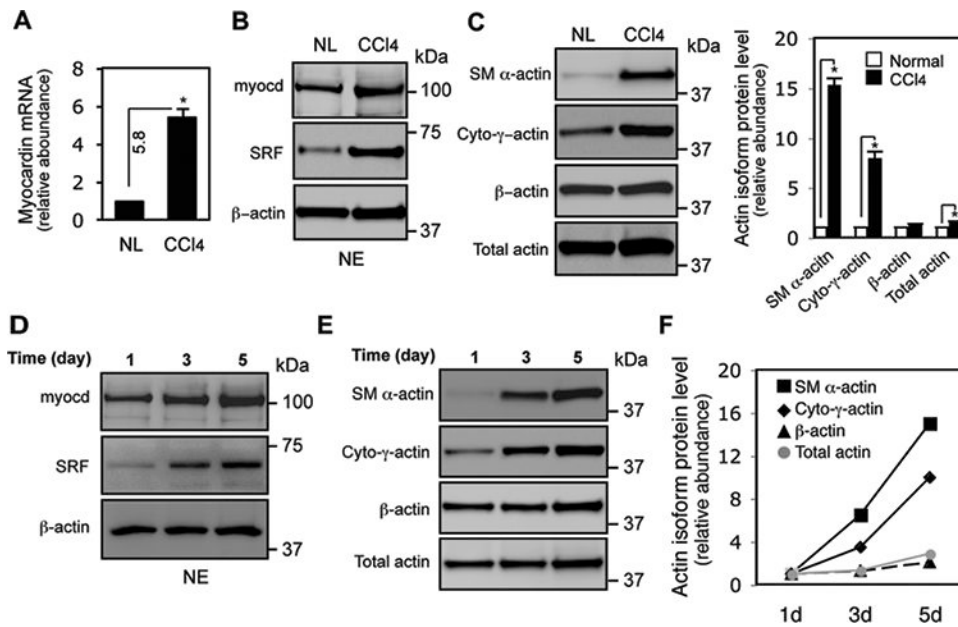 A
Myocardin mRNA
(relative aboundance)
8
6
4
2
0
5.8
*
NL
CCl4
B
NL
CCl4
kDa
myocd
100
75
SRF
β-actin
37
NE
C
NL
CCl4
kDa
SM α-actin
37
Cyto-γ-actin
37
β-actin
37
Total actin
37
Actin isoform protein level
(relative abundance)
20
15
10
5
0
Normal
CCl4
*
*
*
SM α-acitn
Cyto-γ-actin
β-actin
Total actin
D
Time (day)
1
3
5
kDa
myocd
100
75
SRF
β-actin
37
NE
E
Time (day)
1
3
5
kDa
SM α-actin
37
Cyto-γ-actin
37
β-actin
37
Total actin
37
F
Actin isoform protein level
(relative abundance)
20
16
12
8
4
0
SM α-actin
Cyto-γ-actin
β-actin
Total actin
1d
3d
5d